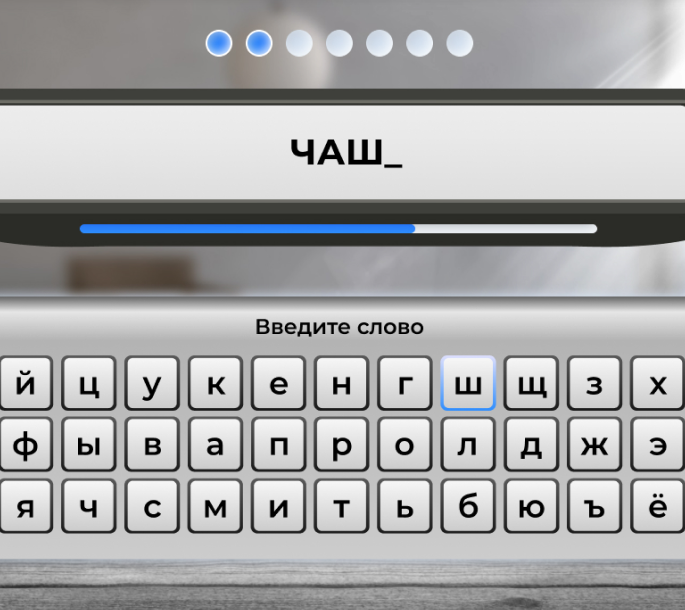 ЧАШ_
Введите слово
й ц у к е н г ш щ з х
ф ы в а п р о л д ж э
я ч с м и т ь б ю ъ ё